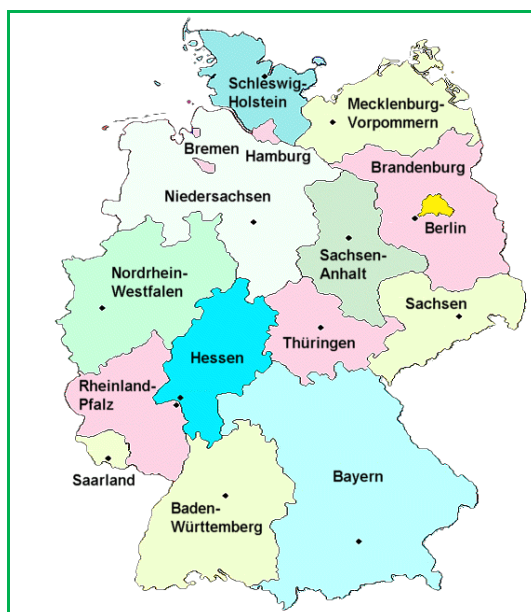 Schleswig-
Holstein
Mecklenburg-
Vorpommern
Bremen
Hamburg
Brandenburg
Niedersachsen
Berlin
Sachsen-
Anhalt
Nordrhein-
Westfalen
Sachsen
Thüringen
Hessen
Rheinland-
Pfalz
Saarland
Bayern
Baden-
Württemberg